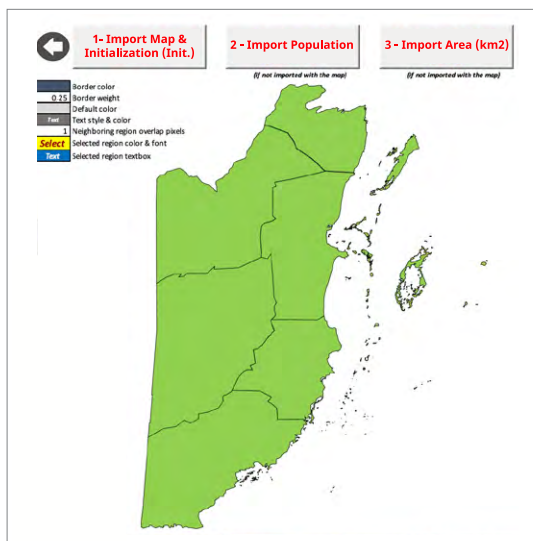 1- Import Map &
Initialization (Init.)
2 - Import Population
3 - Import Area (km2)
(if not imported with the map)
(if not imported with the map)
Border color
0.25 Border weight
Default color
Text Text style & color
1 Neighboring region overlap pixels
Select Selected region color & font
Text Selected region textbox